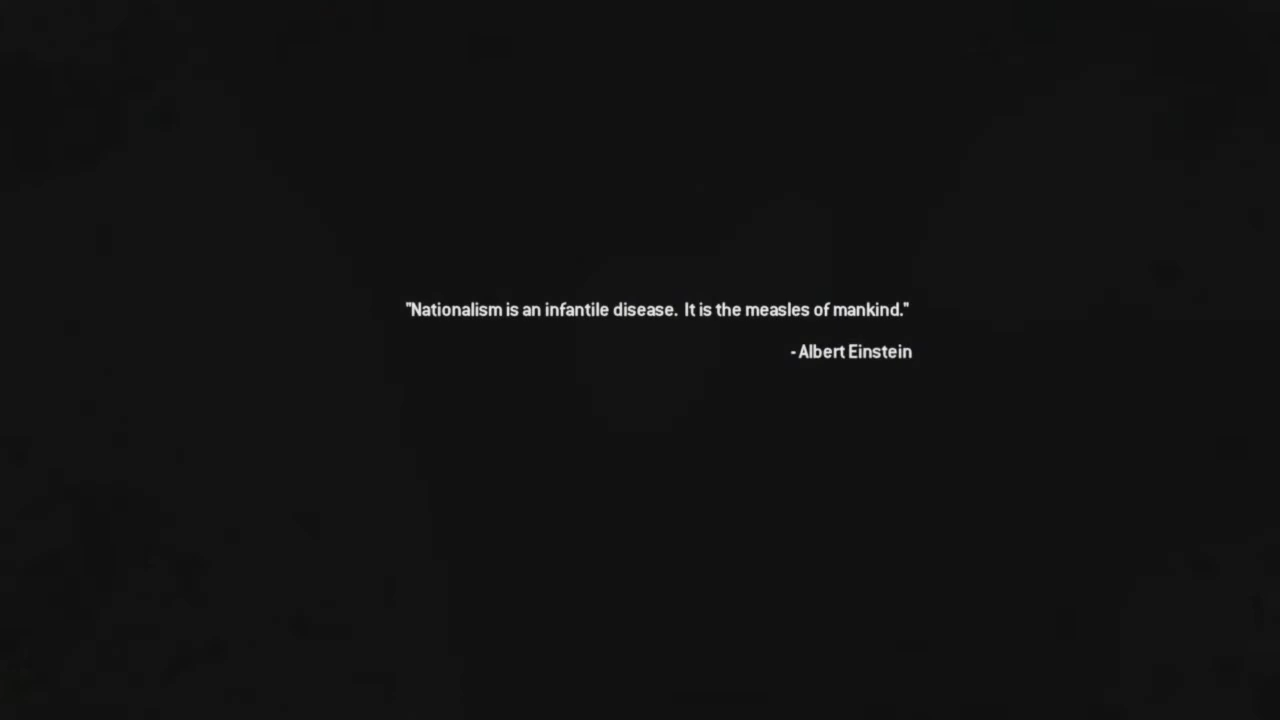 "Nationalism is an infantile disease.  It is the measles of mankind."
- Albert Einstein